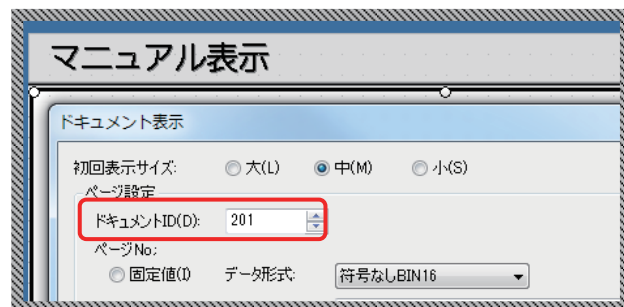 マニュアル表示
ドキュメント表示
初回表示サイズ: 大(L) 中(M) 小(S)
ページ設定
ドキュメントID(D): 201
ページNo:
固定値(I) データ形式: 符号なしBIN16